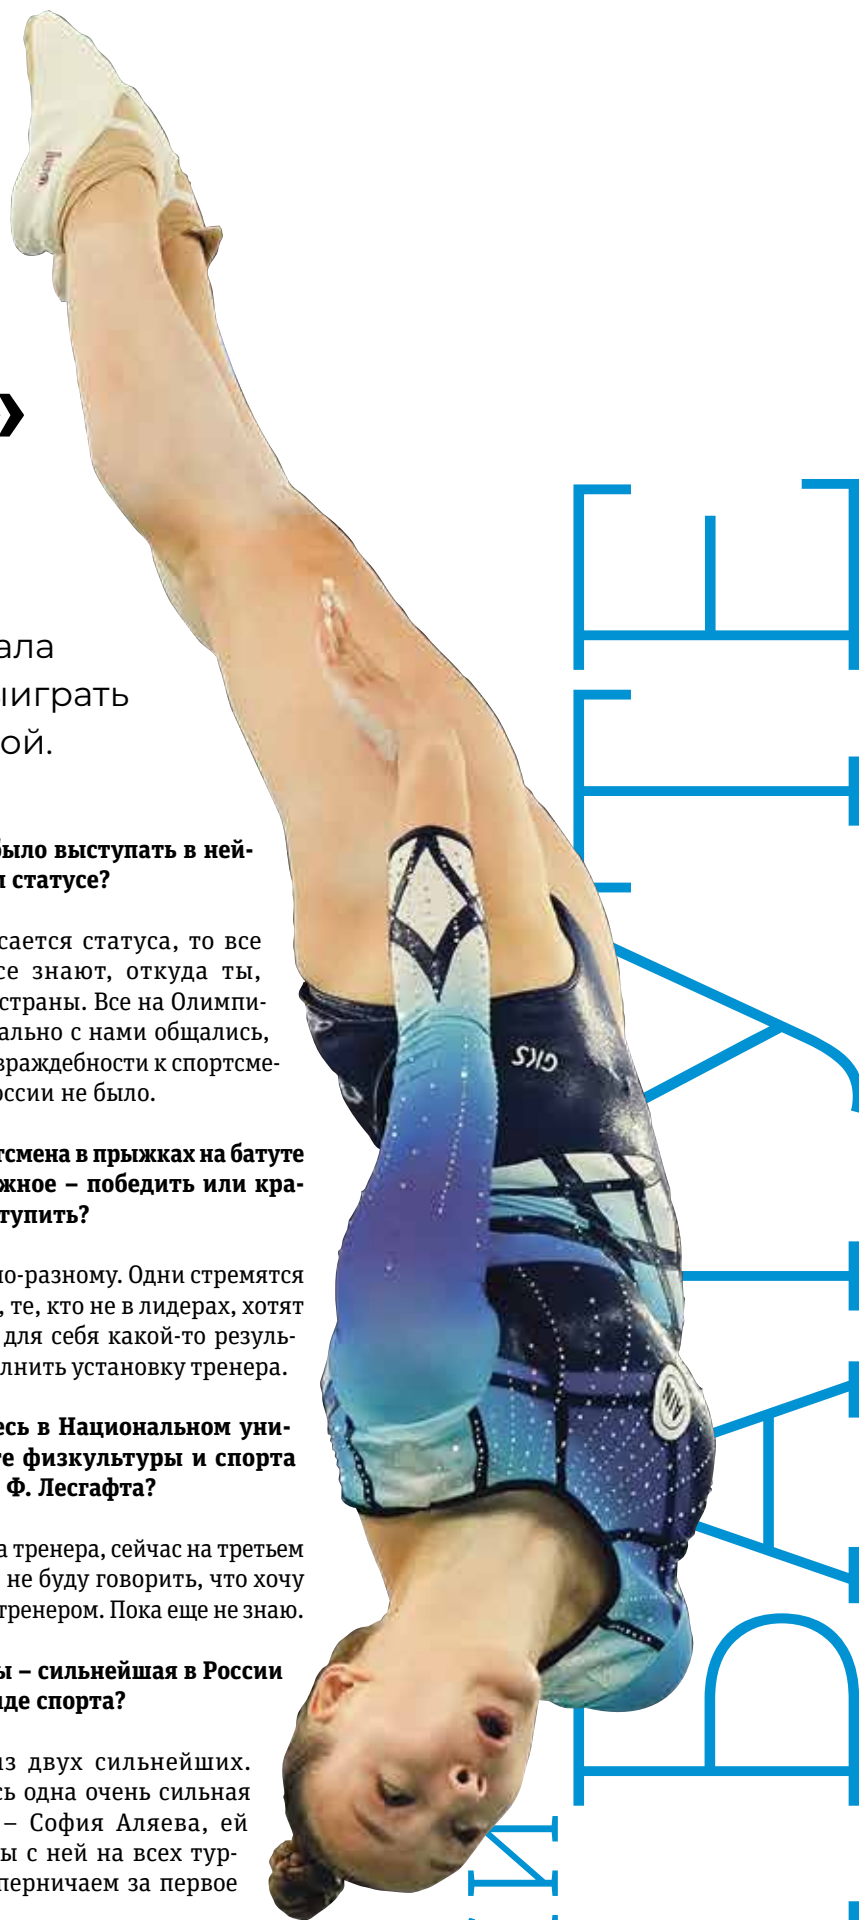 »
ала
ыиграть
ой.
было выступать в ней-
м статусе?
сается статуса, то все
се знают, откуда ты,
страны. Все на Олимпи-
ально с нами общались,
враждебности к спортсме-
оссии не было.
тсмена в прыжках на батуте
жное – победить или кра-
тупить?
по-разному. Одни стремятся
, те, кто не в лидерах, хотят
для себя какой-то резуль-
лнить установку тренера.
есь в Национальном уни-
те физкультуры и спорта
Ф. Лесгафта?
а тренера, сейчас на третьем
не буду говорить, что хочу
тренером. Пока еще не знаю.
ы – сильнейшая в России
иде спорта?
из двух сильнейших.
сь одна очень сильная
– София Аляева, ей
ы с ней на всех тур-
перничаем за первое
GKS
AIN
БАТУТЕ
И